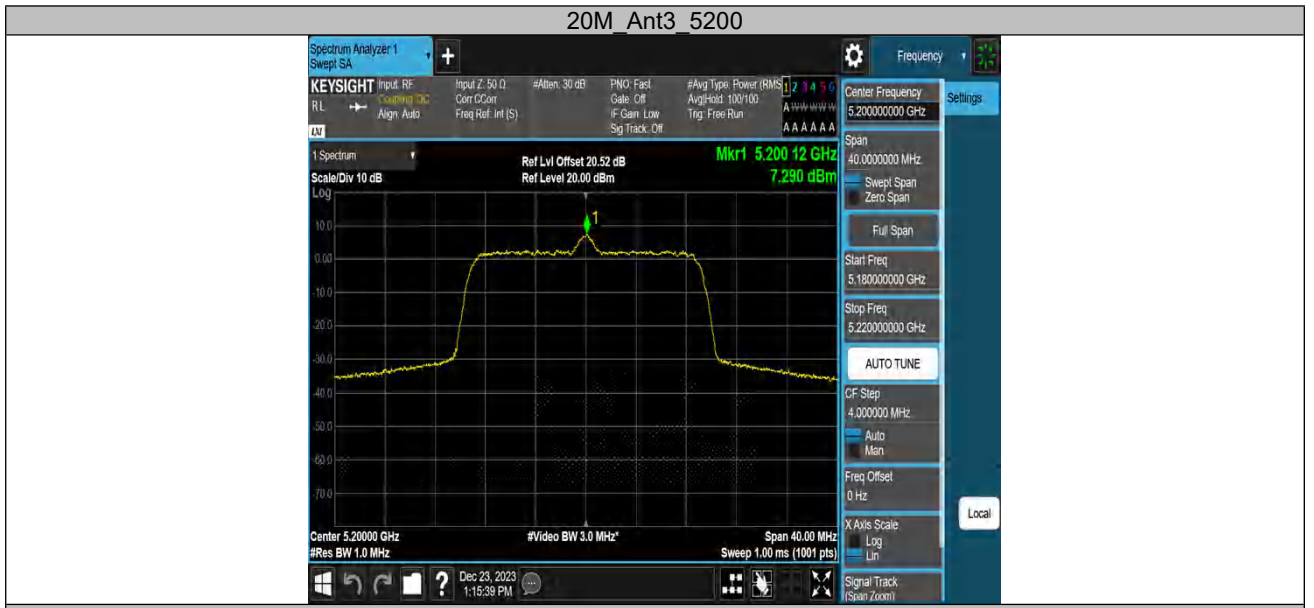 20M_Ant3_5200
Spectrum Analyzer 1
Swept SA
+
Frequency
KEYSIGHT
RL
LXI
Input: RF
Coupling: DC
Align: Auto
Input Z: 50 Ω
Corr CCorr
Freq Ref: Int (S)
#Atten: 30 dB
PNO: Fast
Gate: Off
IF Gain: Low
Sig Track: Off
#Avg Type: Power (RMS
Avg|Hold: 100/100
Trig: Free Run
1 2 3 4 5 6
A W W W W W
A A A A A A
1 Spectrum
Scale/Div 10 dB
Log
Ref Lvl Offset 20.52 dB
Ref Level 20.00 dBm
Mkr1 5.200 12 GHz
7.290 dBm
1
10.0
0.00
-10.0
-20.0
-30.0
-40.0
-50.0
-60.0
-70.0
Center 5.20000 GHz
#Res BW 1.0 MHz
#Video BW 3.0 MHz*
Span 40.00 MHz
Sweep 1.00 ms (1001 pts)
Center Frequency
5.200000000 GHz
Settings
Span
40.0000000 MHz
Swept Span
Zero Span
Full Span
Start Freq
5.180000000 GHz
Stop Freq
5.220000000 GHz
AUTO TUNE
CF Step
4.000000 MHz
Auto
Man
Freq Offset
0 Hz
X Axis Scale
Log
Lin
Signal Track
(Span Zoom)
Local
?
Dec 23, 2023
1:15:39 PM